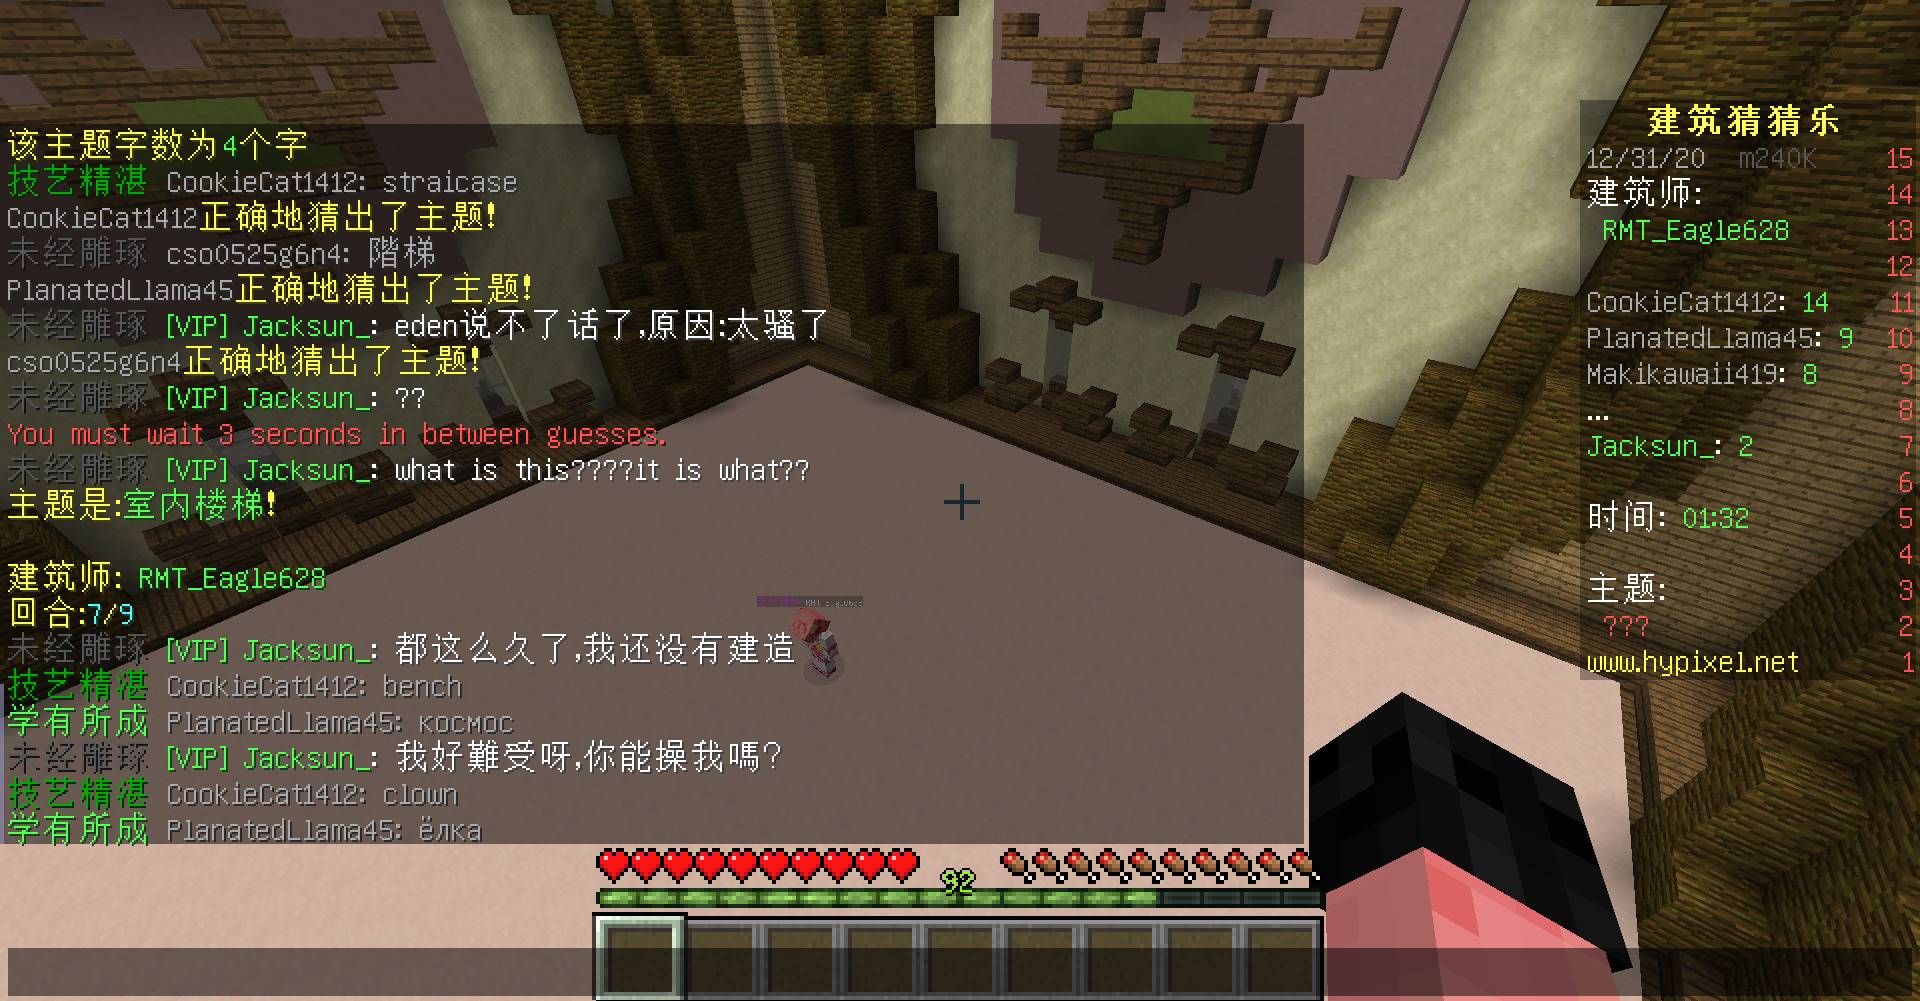 该主题字数为4个字
技艺精湛 CookieCat1412: straicase
CookieCat1412正确地猜出了主题!
未经雕琢 cso0525g6n4: 階梯
PlanatedLlama45正确地猜出了主题!
未经雕琢 [VIP] Jacksun_: eden说不了话了,原因:太骚了
cso0525g6n4正确地猜出了主题!
未经雕琢 [VIP] Jacksun_: ??
You must wait 3 seconds in between guesses.
未经雕琢 [VIP] Jacksun_: what is this????it is what??
主题是:室内楼梯!
建筑师: RMT_Eagle628
回合:7/9
未经雕琢 [VIP] Jacksun_: 都这么久了,我还没有建造
技艺精湛 CookieCat1412: bench
学有所成 PlanatedLlama45: космос
未经雕琢 [VIP] Jacksun_: 我好難受呀,你能操我嗎?
技艺精湛 CookieCat1412: clown
学有所成 PlanatedLlama45: ёлка
RMT_Eagle628
92
建筑猜猜乐
12/31/20 m240K 15
建筑师: 14
RMT_Eagle628 13
12
CookieCat1412: 14 11
PlanatedLlama45: 9 10
Makikawaii419: 8 9
... 8
Jacksun_: 2 7
6
时间: 01:32 5
4
主题: 3
??? 2
www.hypixel.net 1